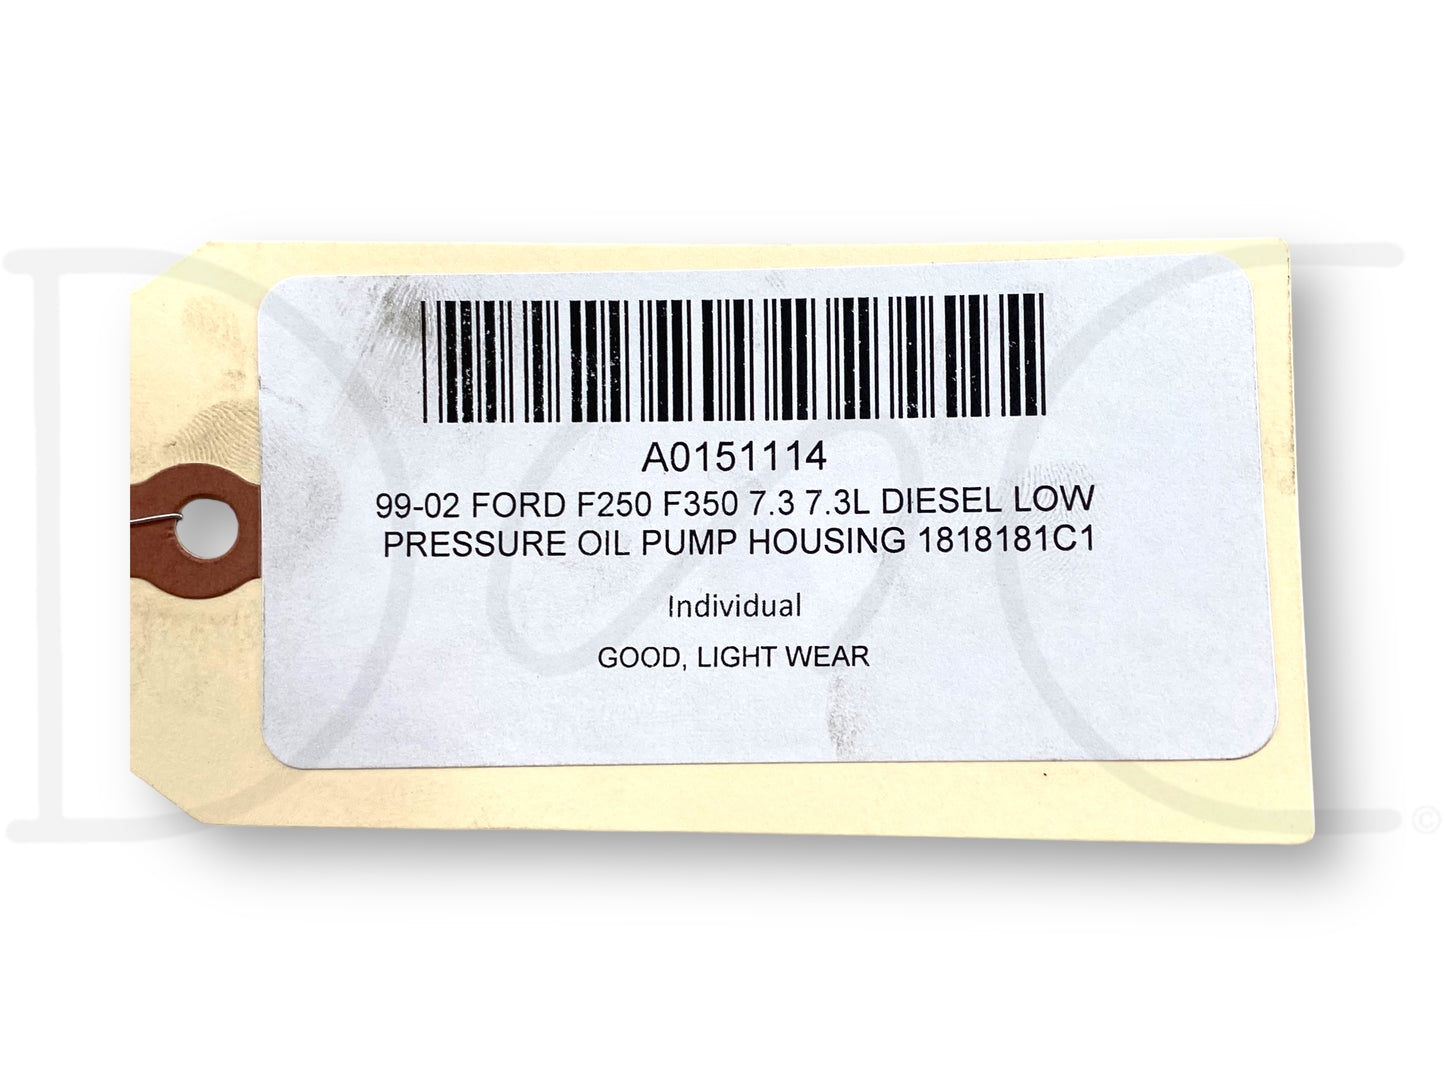 A0151114
99-02 FORD F250 F350 7.3 7.3L DIESEL LOW
PRESSURE OIL PUMP HOUSING 1818181C1
Individual
GOOD, LIGHT WEAR
©